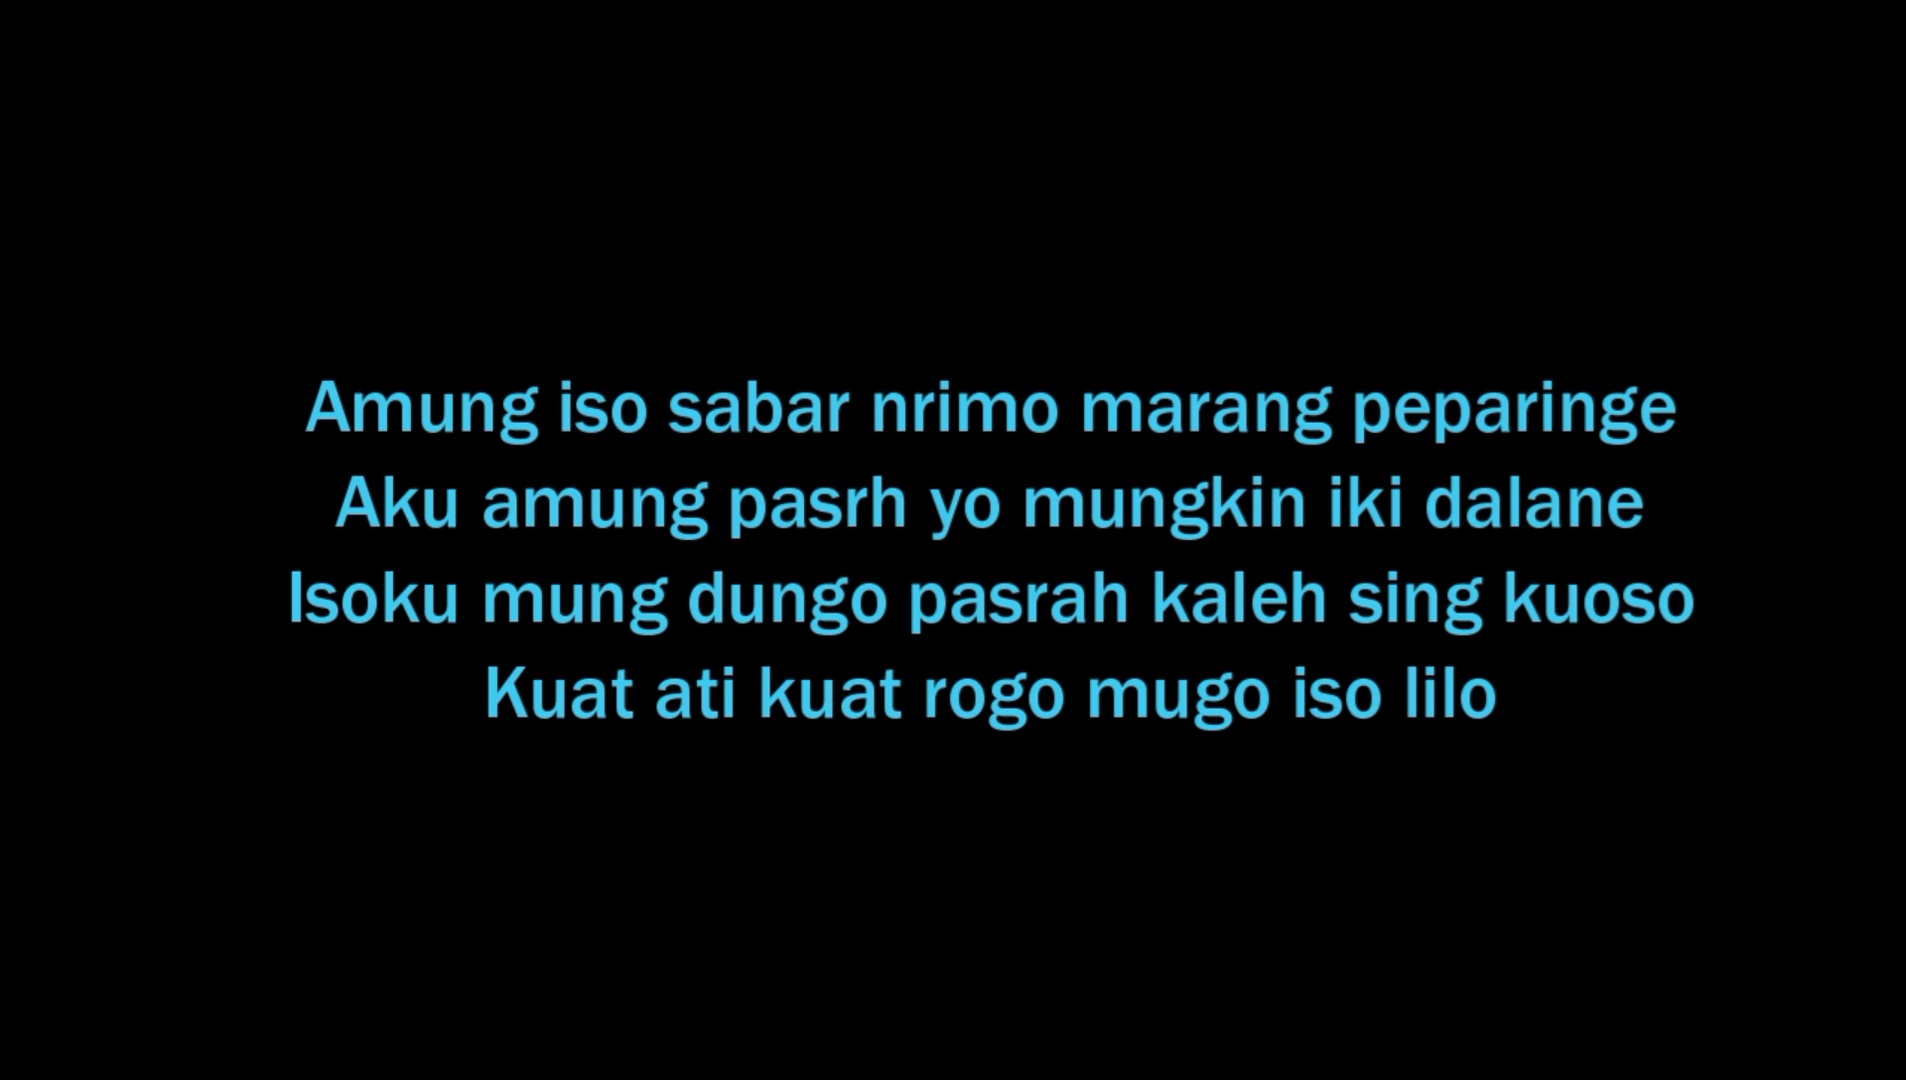 Amung iso sabar nrimo marang peparinge
Aku amung pasrh yo mungkin iki dalane
Isoku mung dungo pasrah kaleh sing kuoso
Kuat ati kuat rogo mugo iso lilo